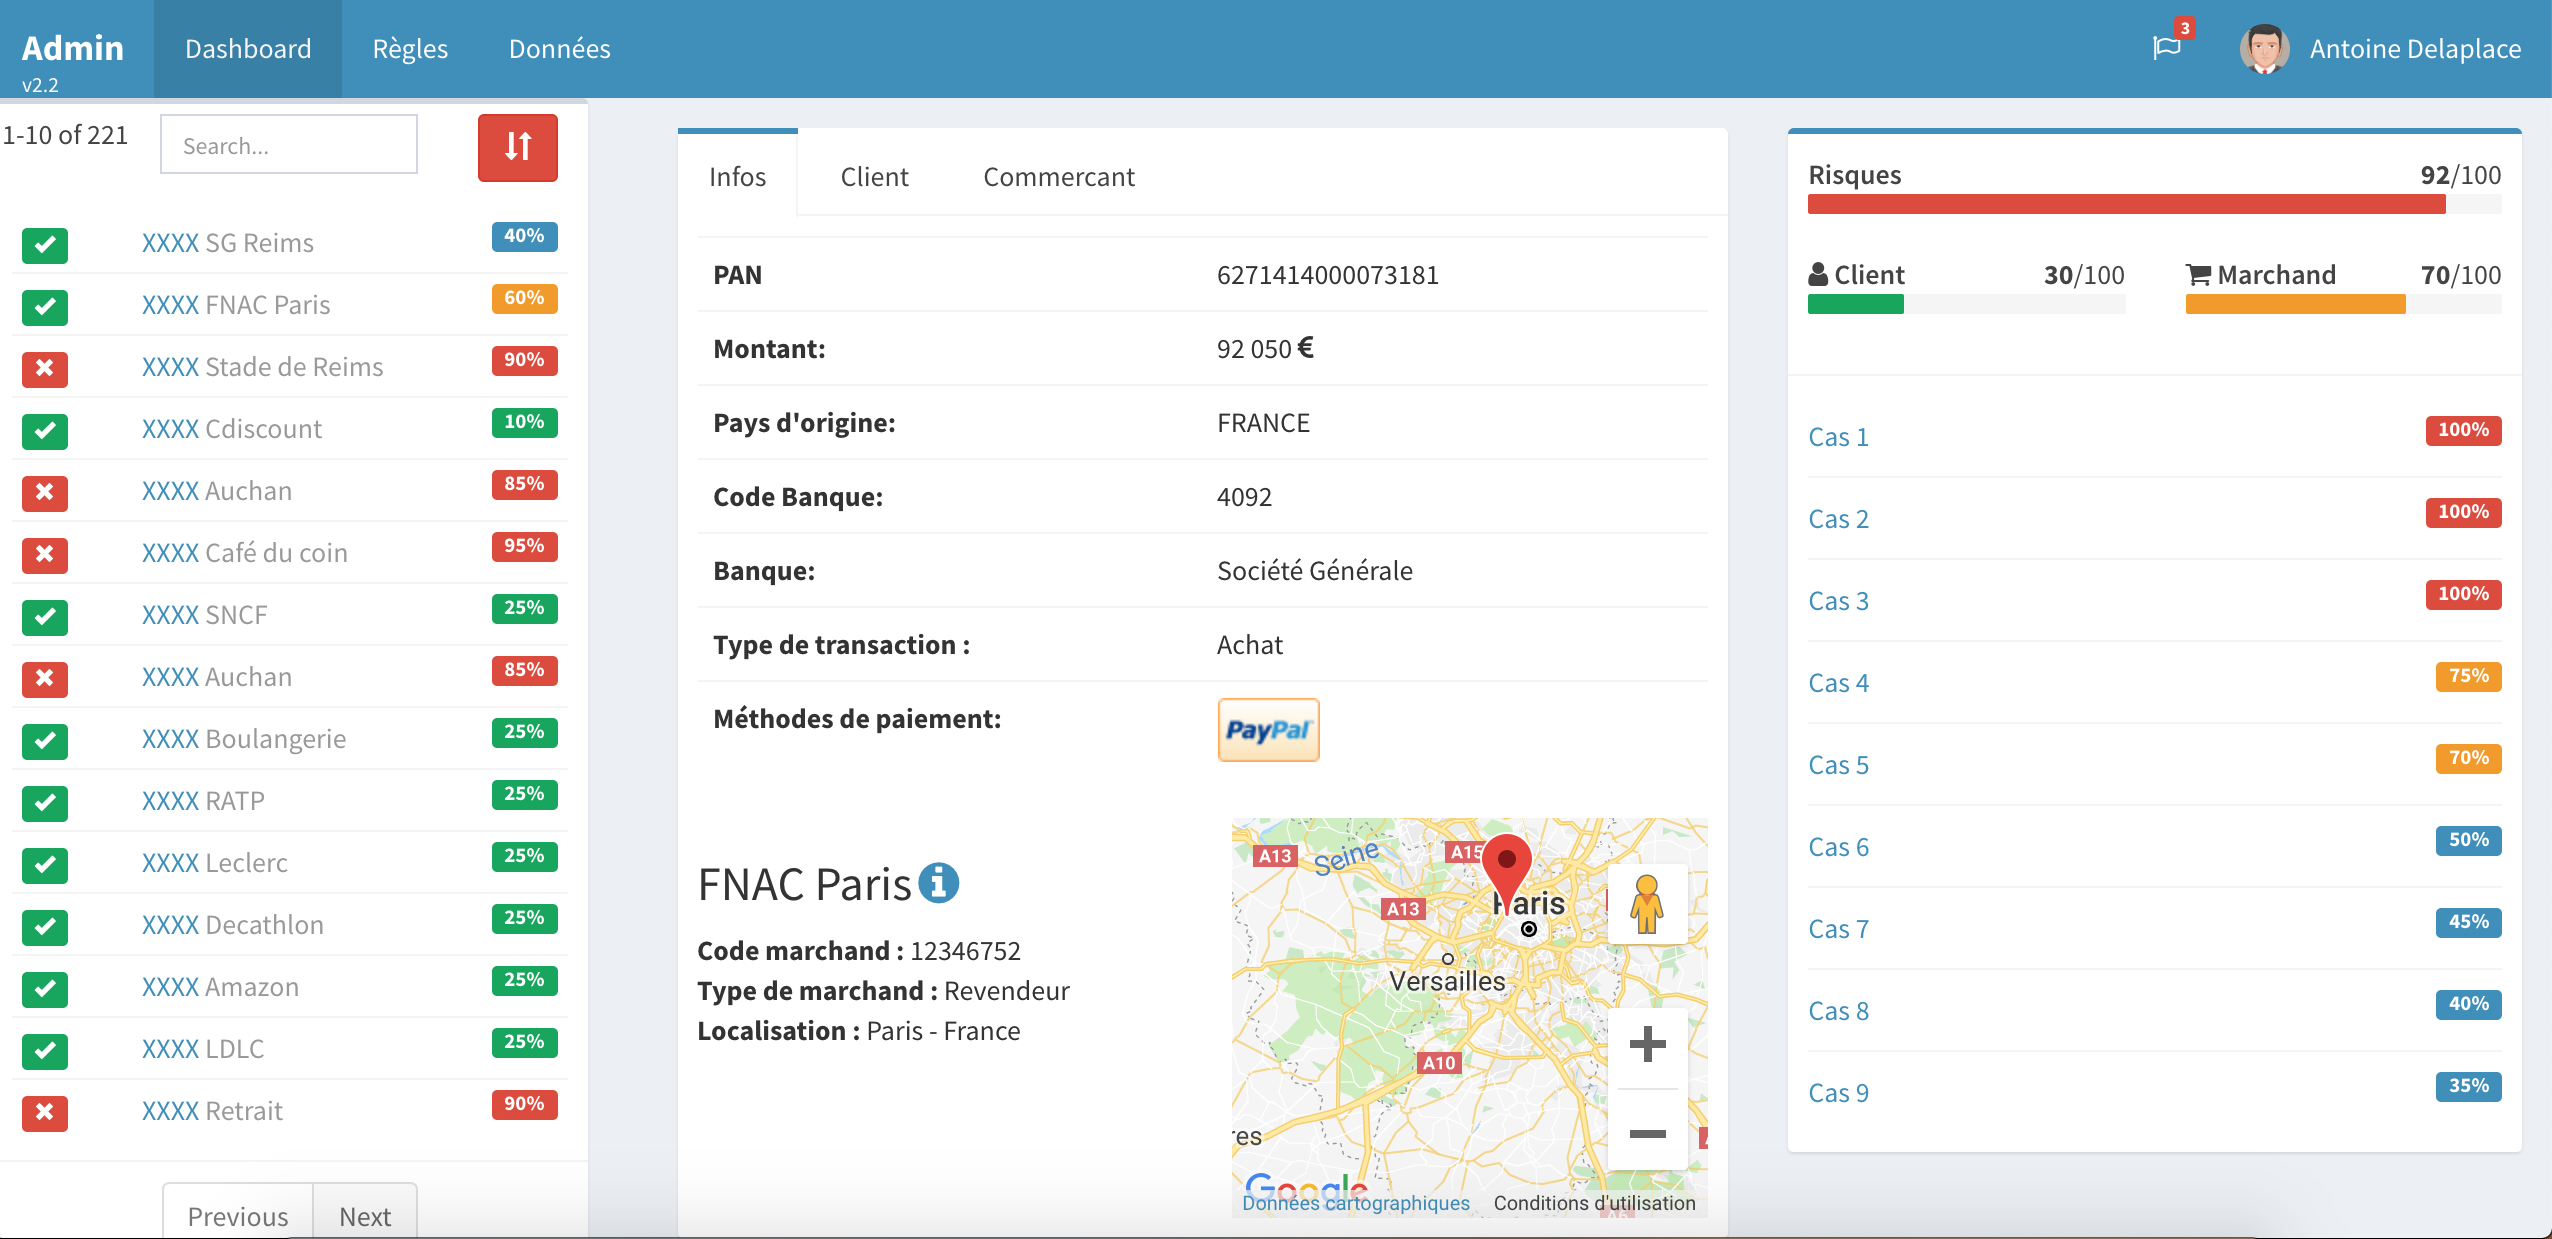 Admin
v2.2
Dashboard
Règles
Données
3
Antoine Delaplace
1-10 of 221
Search...
XXXX SG Reims 40%
XXXX FNAC Paris 60%
XXXX Stade de Reims 90%
XXXX Cdiscount 10%
XXXX Auchan 85%
XXXX Café du coin 95%
XXXX SNCF 25%
XXXX Auchan 85%
XXXX Boulangerie 25%
XXXX RATP 25%
XXXX Leclerc 25%
XXXX Decathlon 25%
XXXX Amazon 25%
XXXX LDLC 25%
XXXX Retrait 90%
Previous
Next
Infos
Client
Commercant
PAN 6271414000073181
Montant: 92 050 €
Pays d'origine: FRANCE
Code Banque: 4092
Banque: Société Générale
Type de transaction : Achat
Méthodes de paiement: PayPal
FNAC Paris
Code marchand : 12346752
Type de marchand : Revendeur
Localisation : Paris - France
A13
Seine
A15
A13
Paris
Versailles
A10
res
Google
Données cartographiques
Conditions d'utilisation
Risques 92/100
Client 30/100
Marchand 70/100
Cas 1 100%
Cas 2 100%
Cas 3 100%
Cas 4 75%
Cas 5 70%
Cas 6 50%
Cas 7 45%
Cas 8 40%
Cas 9 35%